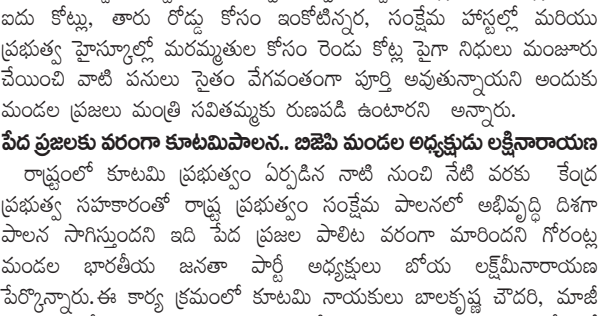 ఐదు కోట్లు, తారు రోడ్డు కోసం ఇంకోటిన్నర, సంక్షేమ హాస్టల్లో మరియు
ప్రభుత్వ హైస్కూల్లో మరమ్మతుల కోసం రెండు కోట్ల పైగా నిధులు మంజూరు
చేయించి వాటి పనులు సైతం వేగవంతంగా పూర్తి అవుతున్నాయని అందుకు
మండల ప్రజలు మంత్రి సవితమ్మకు రుణపడి ఉంటారని అన్నారు.
పేద ప్రజలకు వరంగా కూటమిపాలన.. బిజెపి మండల అధ్యక్షుడు లక్షినారాయణ
రాష్ట్రంలో కూటమి ప్రభుత్వం ఏర్పడిన నాటి నుంచి నేటి వరకు కేంద్ర
ప్రభుత్వ సహకారంతో రాష్ట్ర ప్రభుత్వం సంక్షేమ పాలనలో అభివృద్ధి దిశగా
పాలన సాగిస్తుందని ఇది పేద ప్రజల పాలిట వరంగా మారిందని గోరంట్ల
మండల భారతీయ జనతా పార్టీ అధ్యక్షులు బోయ లక్ష్మీనారాయణ
పేర్కొన్నారు.ఈ కార్య క్రమంలో కూటమి నాయకులు బాలకృష్ణ చౌదరి, మాజీ